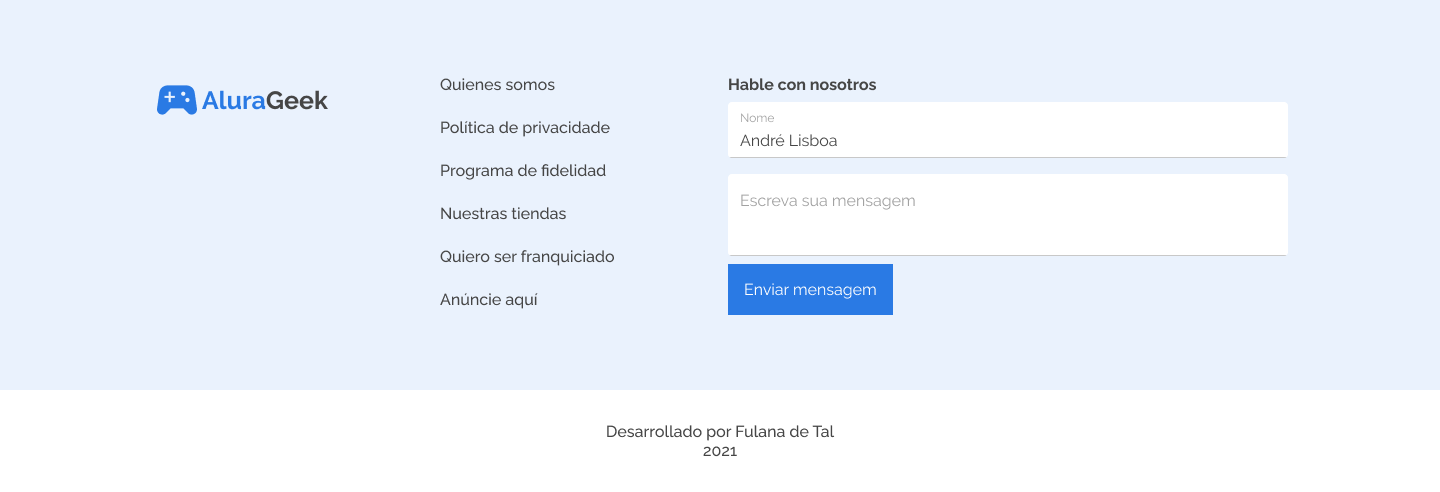 AluraGeek
Quienes somos
Política de privacidade
Programa de fidelidad
Nuestras tiendas
Quiero ser franquiciado
Anúncie aquí
Hable con nosotros
Nome
André Lisboa
Escreva sua mensagem
Enviar mensagem
Desarrollado por Fulana de Tal
2021